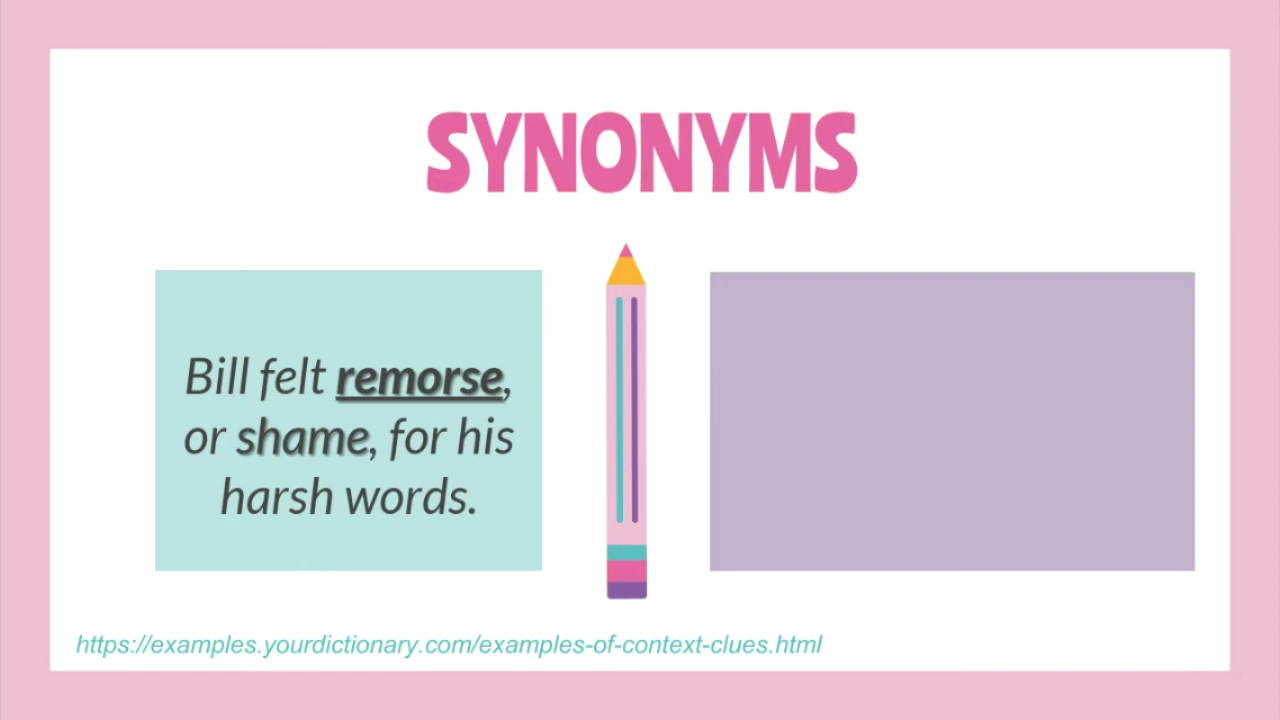 SYNONYMS
Bill felt remorse,
or shame, for his
harsh words.
https://examples.yourdictionary.com/examples-of-context-clues.html